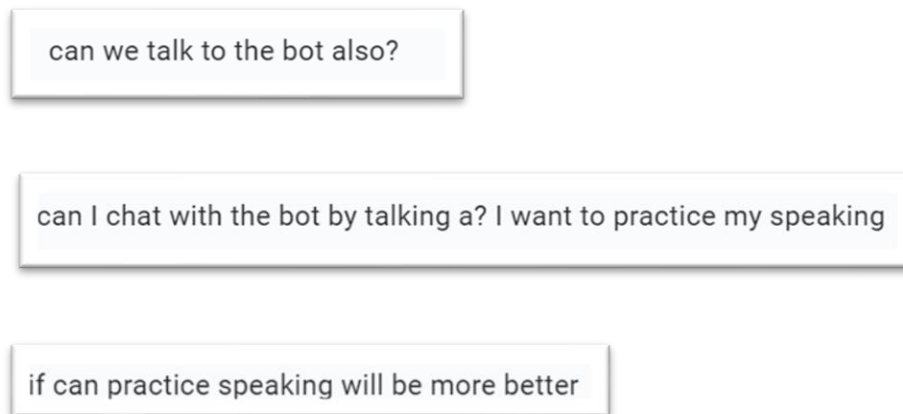 can we talk to the bot also?
can I chat with the bot by talking a? I want to practice my speaking
if can practice speaking will be more better